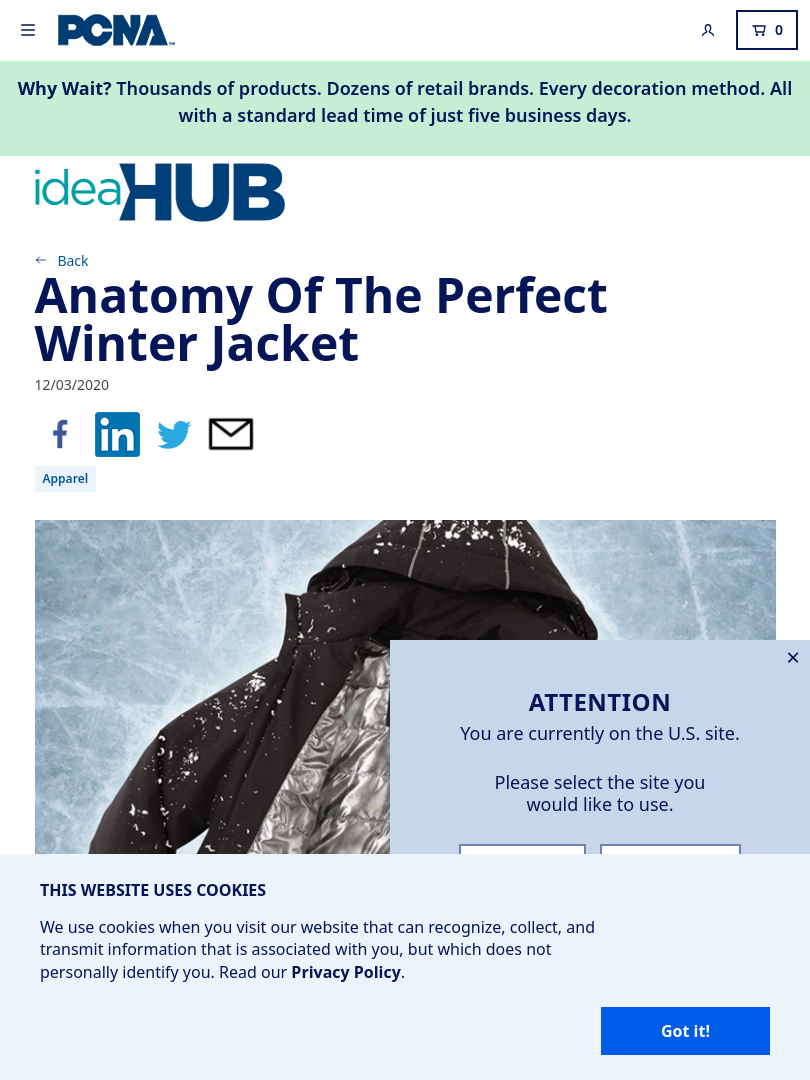 PCNA
0
Why Wait? Thousands of products. Dozens of retail brands. Every decoration method. All
with a standard lead time of just five business days.
ideaHUB
Back
Anatomy Of The Perfect
Winter Jacket
12/03/2020
Apparel
ATTENTION
You are currently on the U.S. site.
Please select the site you
would like to use.
THIS WEBSITE USES COOKIES
We use cookies when you visit our website that can recognize, collect, and
transmit information that is associated with you, but which does not
personally identify you. Read our Privacy Policy.
Got it!